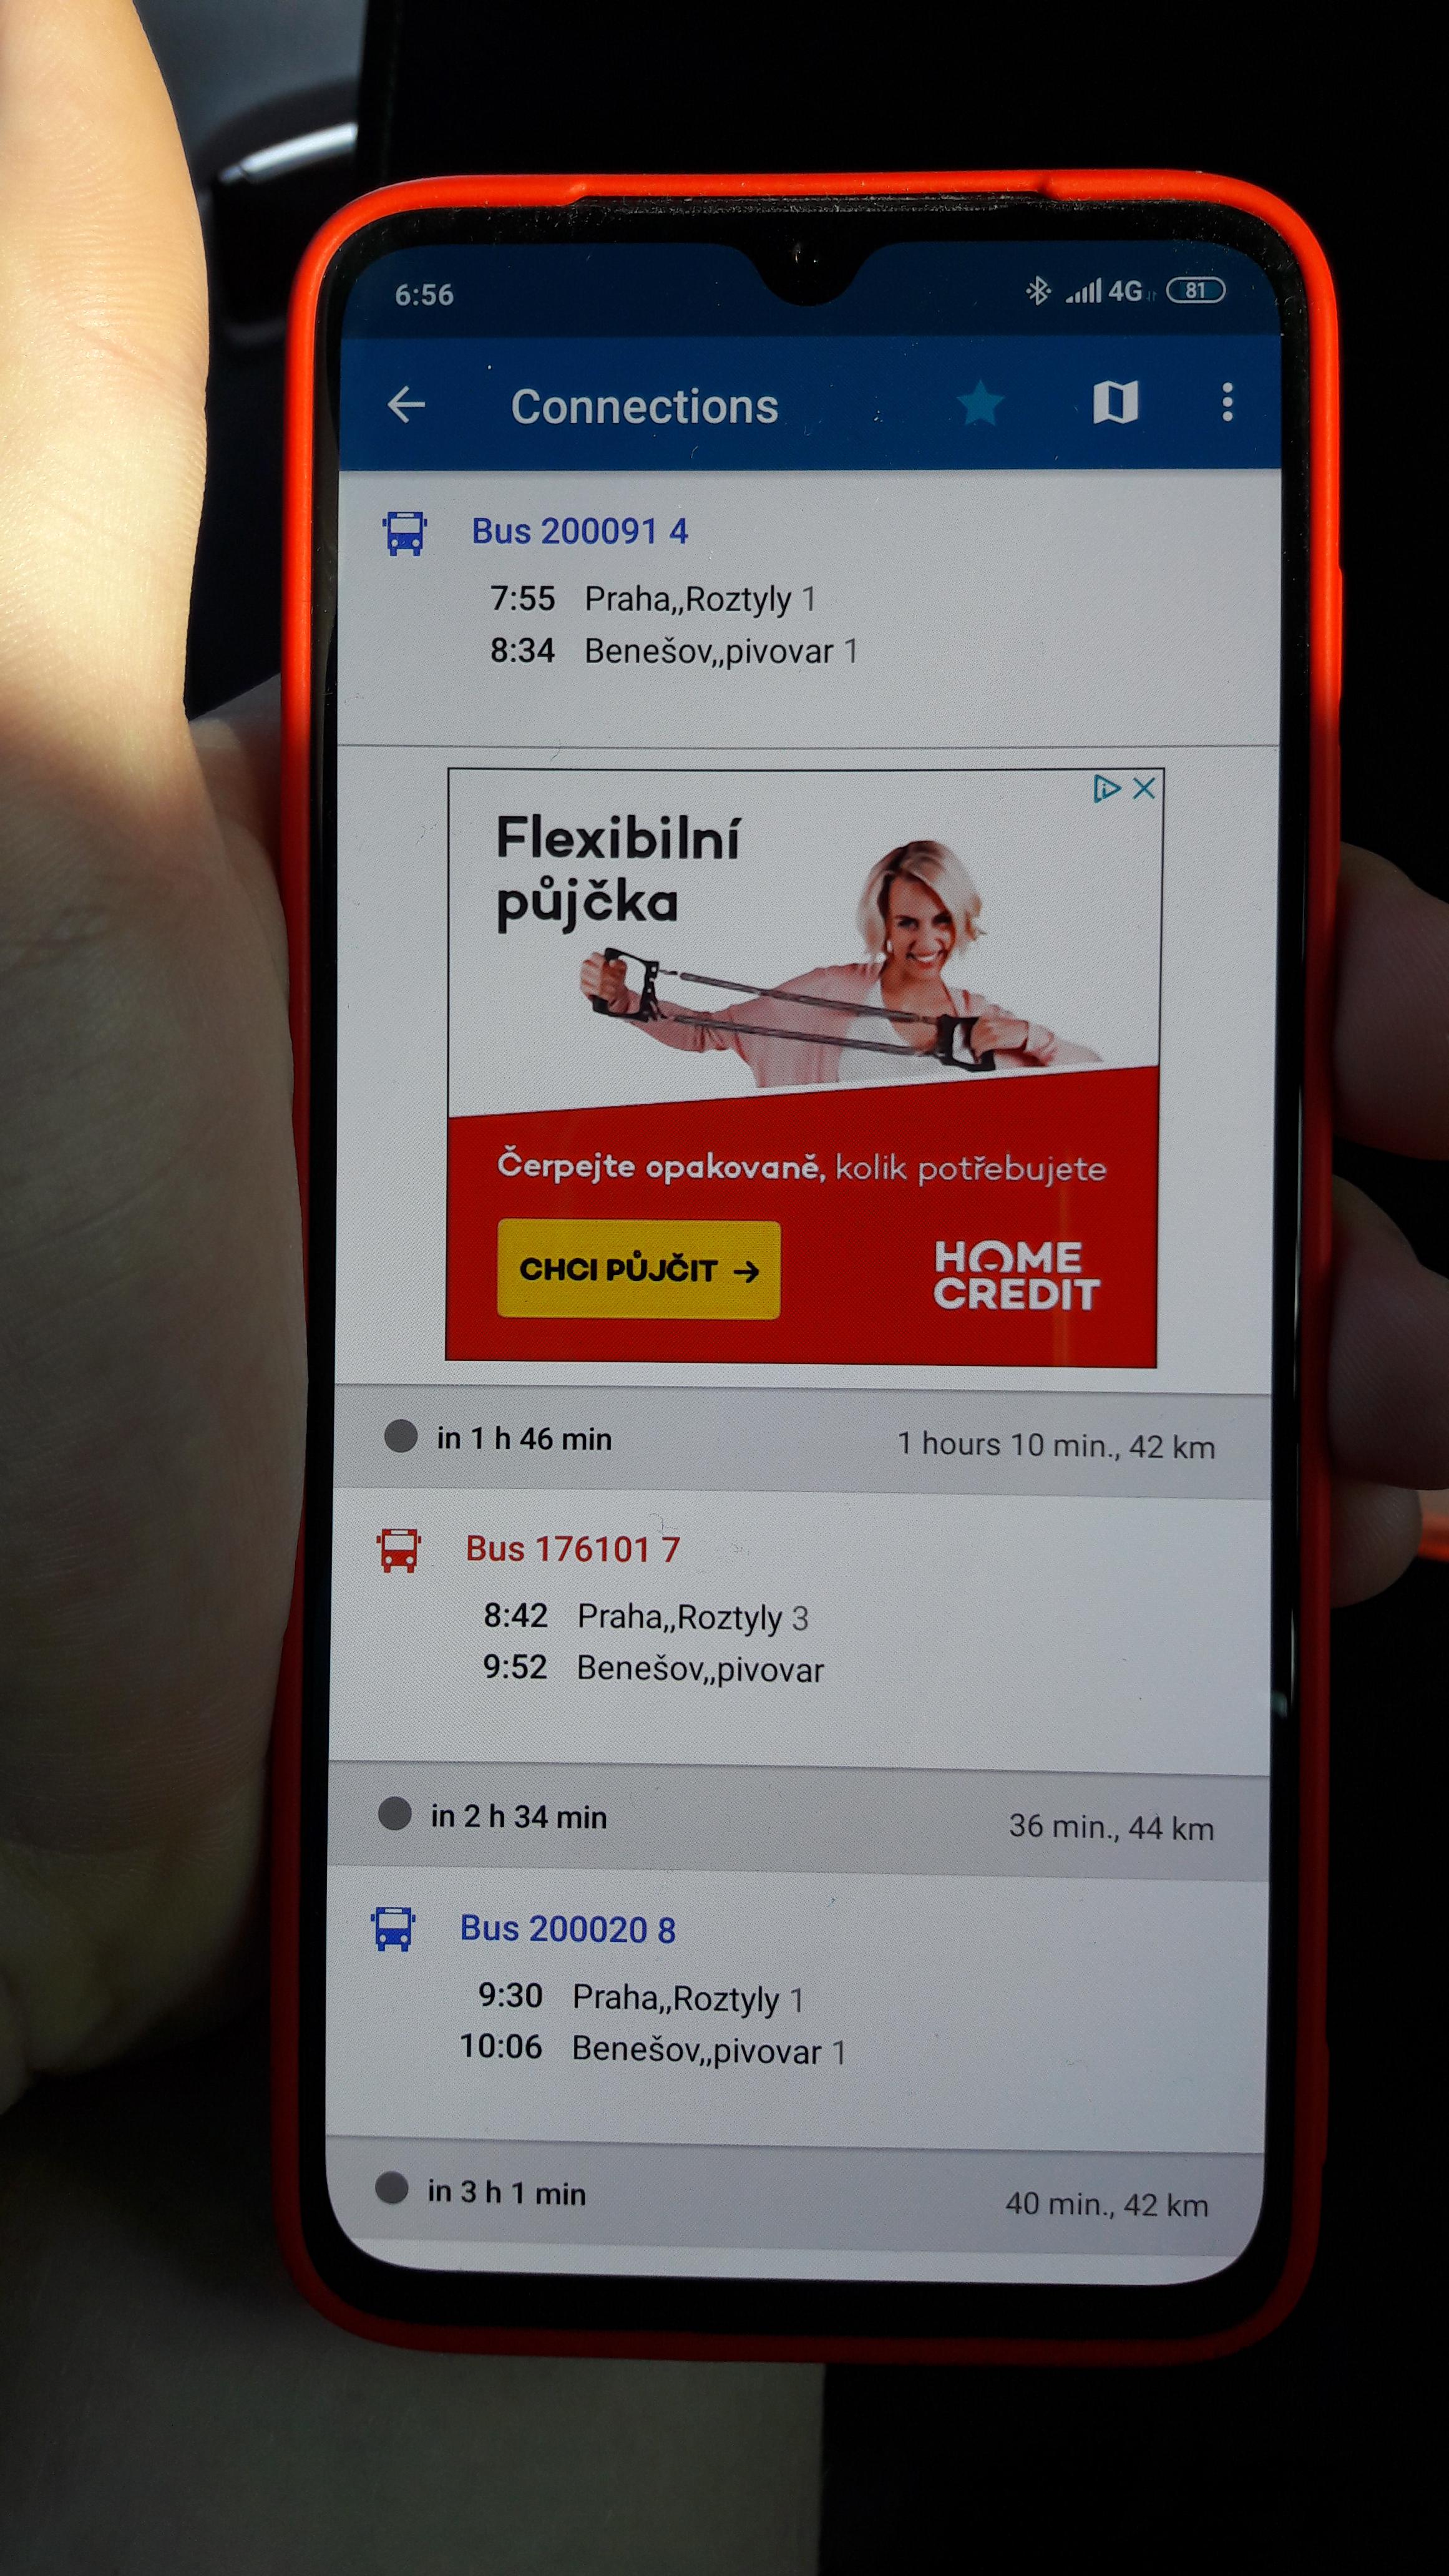 6:56 4G 81
Connections
Bus 200091 4
7:55 Praha,,Roztyly 1
8:34 Benešov,,pivovar 1
Flexibilní
půjčka
Čerpejte opakovaně, kolik potřebujete
CHCI PŮJČIT →
HOME
CREDIT
in 1 h 46 min 1 hours 10 min., 42 km
Bus 176101 7
8:42 Praha,,Roztyly 3
9:52 Benešov,,pivovar
in 2 h 34 min 36 min., 44 km
Bus 200020 8
9:30 Praha,,Roztyly 1
10:06 Benešov,,pivovar 1
in 3 h 1 min 40 min., 42 km